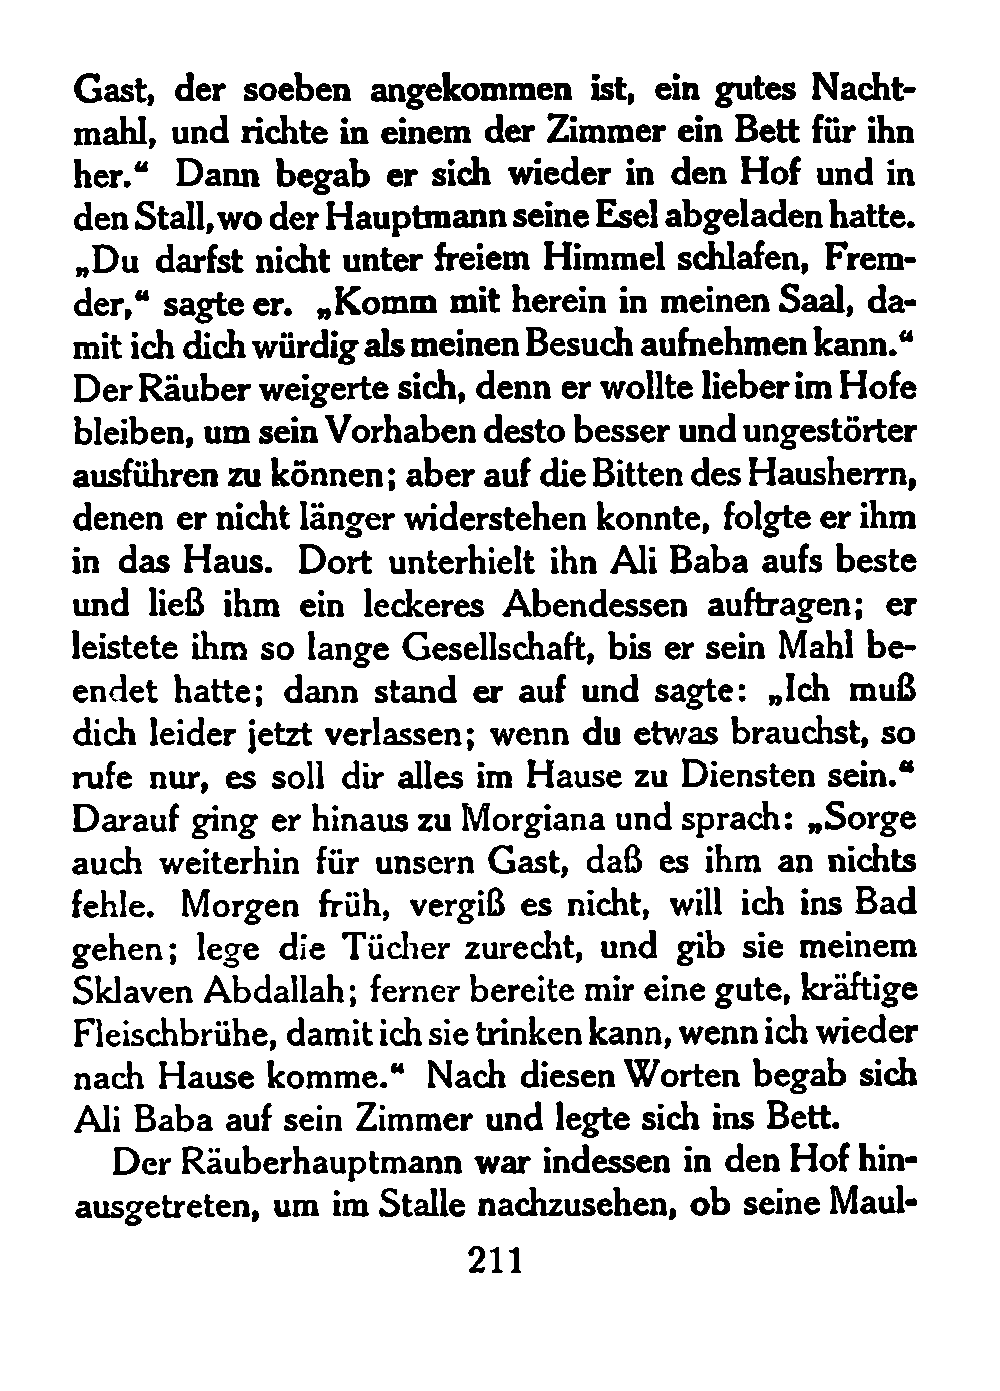 Gast, der soeben angekommen ist, ein gutes Nacht-
mahl, und richte in einem der Zimmer ein Bett für ihn
her.“ Dann begab er sich wieder in den Hof und in
den Stall, wo der Hauptmann seine Esel abgeladen hatte.
„Du darfst nicht unter freiem Himmel schlafen, Frem-
der,“ sagte er. „Komm mit herein in meinen Saal, da-
mit ich dich würdig als meinen Besuch aufnehmen kann.“
Der Räuber weigerte sich, denn er wollte lieber im Hofe
bleiben, um sein Vorhaben desto besser und ungestörter
ausführen zu können; aber auf die Bitten des Hausherrn,
denen er nicht länger widerstehen konnte, folgte er ihm
in das Haus. Dort unterhielt ihn Ali Baba aufs beste
und ließ ihm ein leckeres Abendessen auftragen; er
leistete ihm so lange Gesellschaft, bis er sein Mahl be-
endet hatte; dann stand er auf und sagte: „Ich muß
dich leider jetzt verlassen; wenn du etwas brauchst, so
rufe nur, es soll dir alles im Hause zu Diensten sein.“
Darauf ging er hinaus zu Morgiana und sprach: „Sorge
auch weiterhin für unsern Gast, daß es ihm an nichts
fehle. Morgen früh, vergiß es nicht, will ich ins Bad
gehen; lege die Tücher zurecht, und gib sie meinem
Sklaven Abdallah; ferner bereite mir eine gute, kräftige
Fleischbrühe, damit ich sie trinken kann, wenn ich wieder
nach Hause komme.“ Nach diesen Worten begab sich
Ali Baba auf sein Zimmer und legte sich ins Bett.
Der Räuberhauptmann war indessen in den Hof hin-
ausgetreten, um im Stalle nachzusehen, ob seine Maul-
211